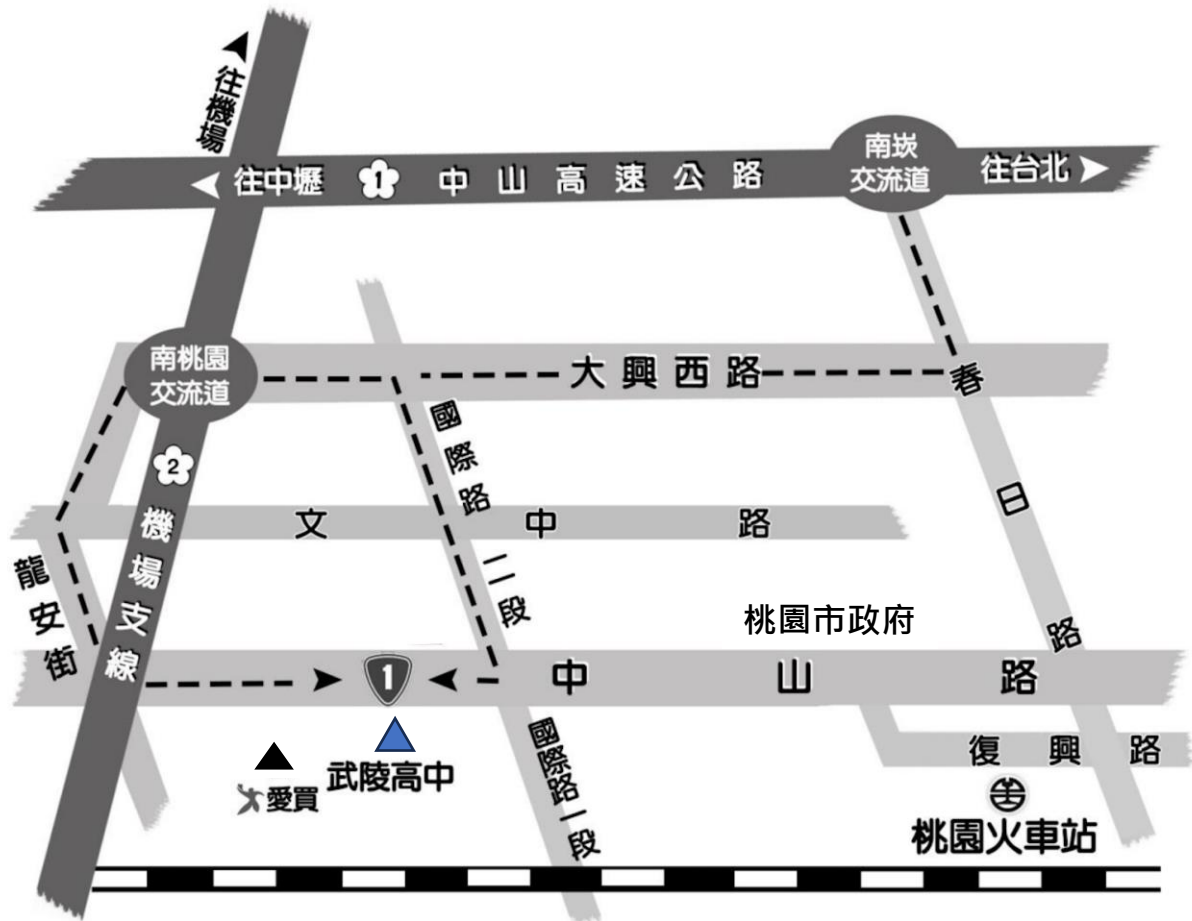 往機場
往中壢
1
中山高速公路
南崁
交流道
往台北
南桃園
交流道
大興西路
春日路
2
機場支線
國際路二段
文中路
龍安街
桃園市政府
1
中山路
武陵高中
愛買
國際路一段
復興路
桃園火車站